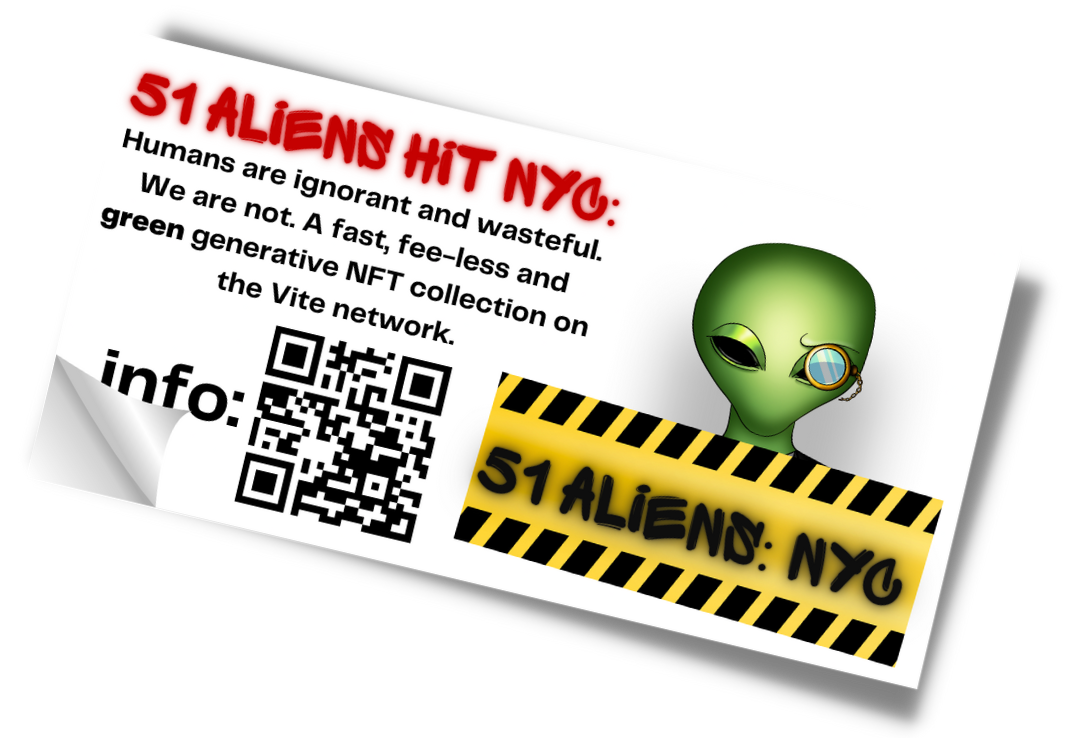 51 ALiENS HiT NYC:
Humans are ignorant and wasteful.
We are not. A fast, fee-less and
green generative NFT collection on
the Vite network.
info:
51 ALiENS: NYC